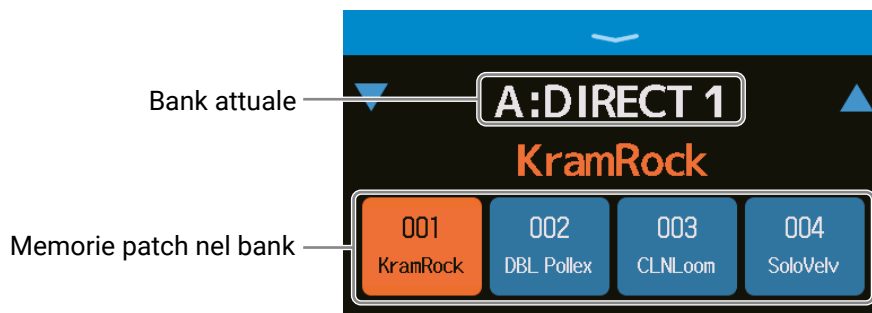 Bank attuale
A:DIRECT 1
KramRock
Memorie patch nel bank
001
KramRock
002
DBL Pollex
003
CLNLoom
004
SoloVelv